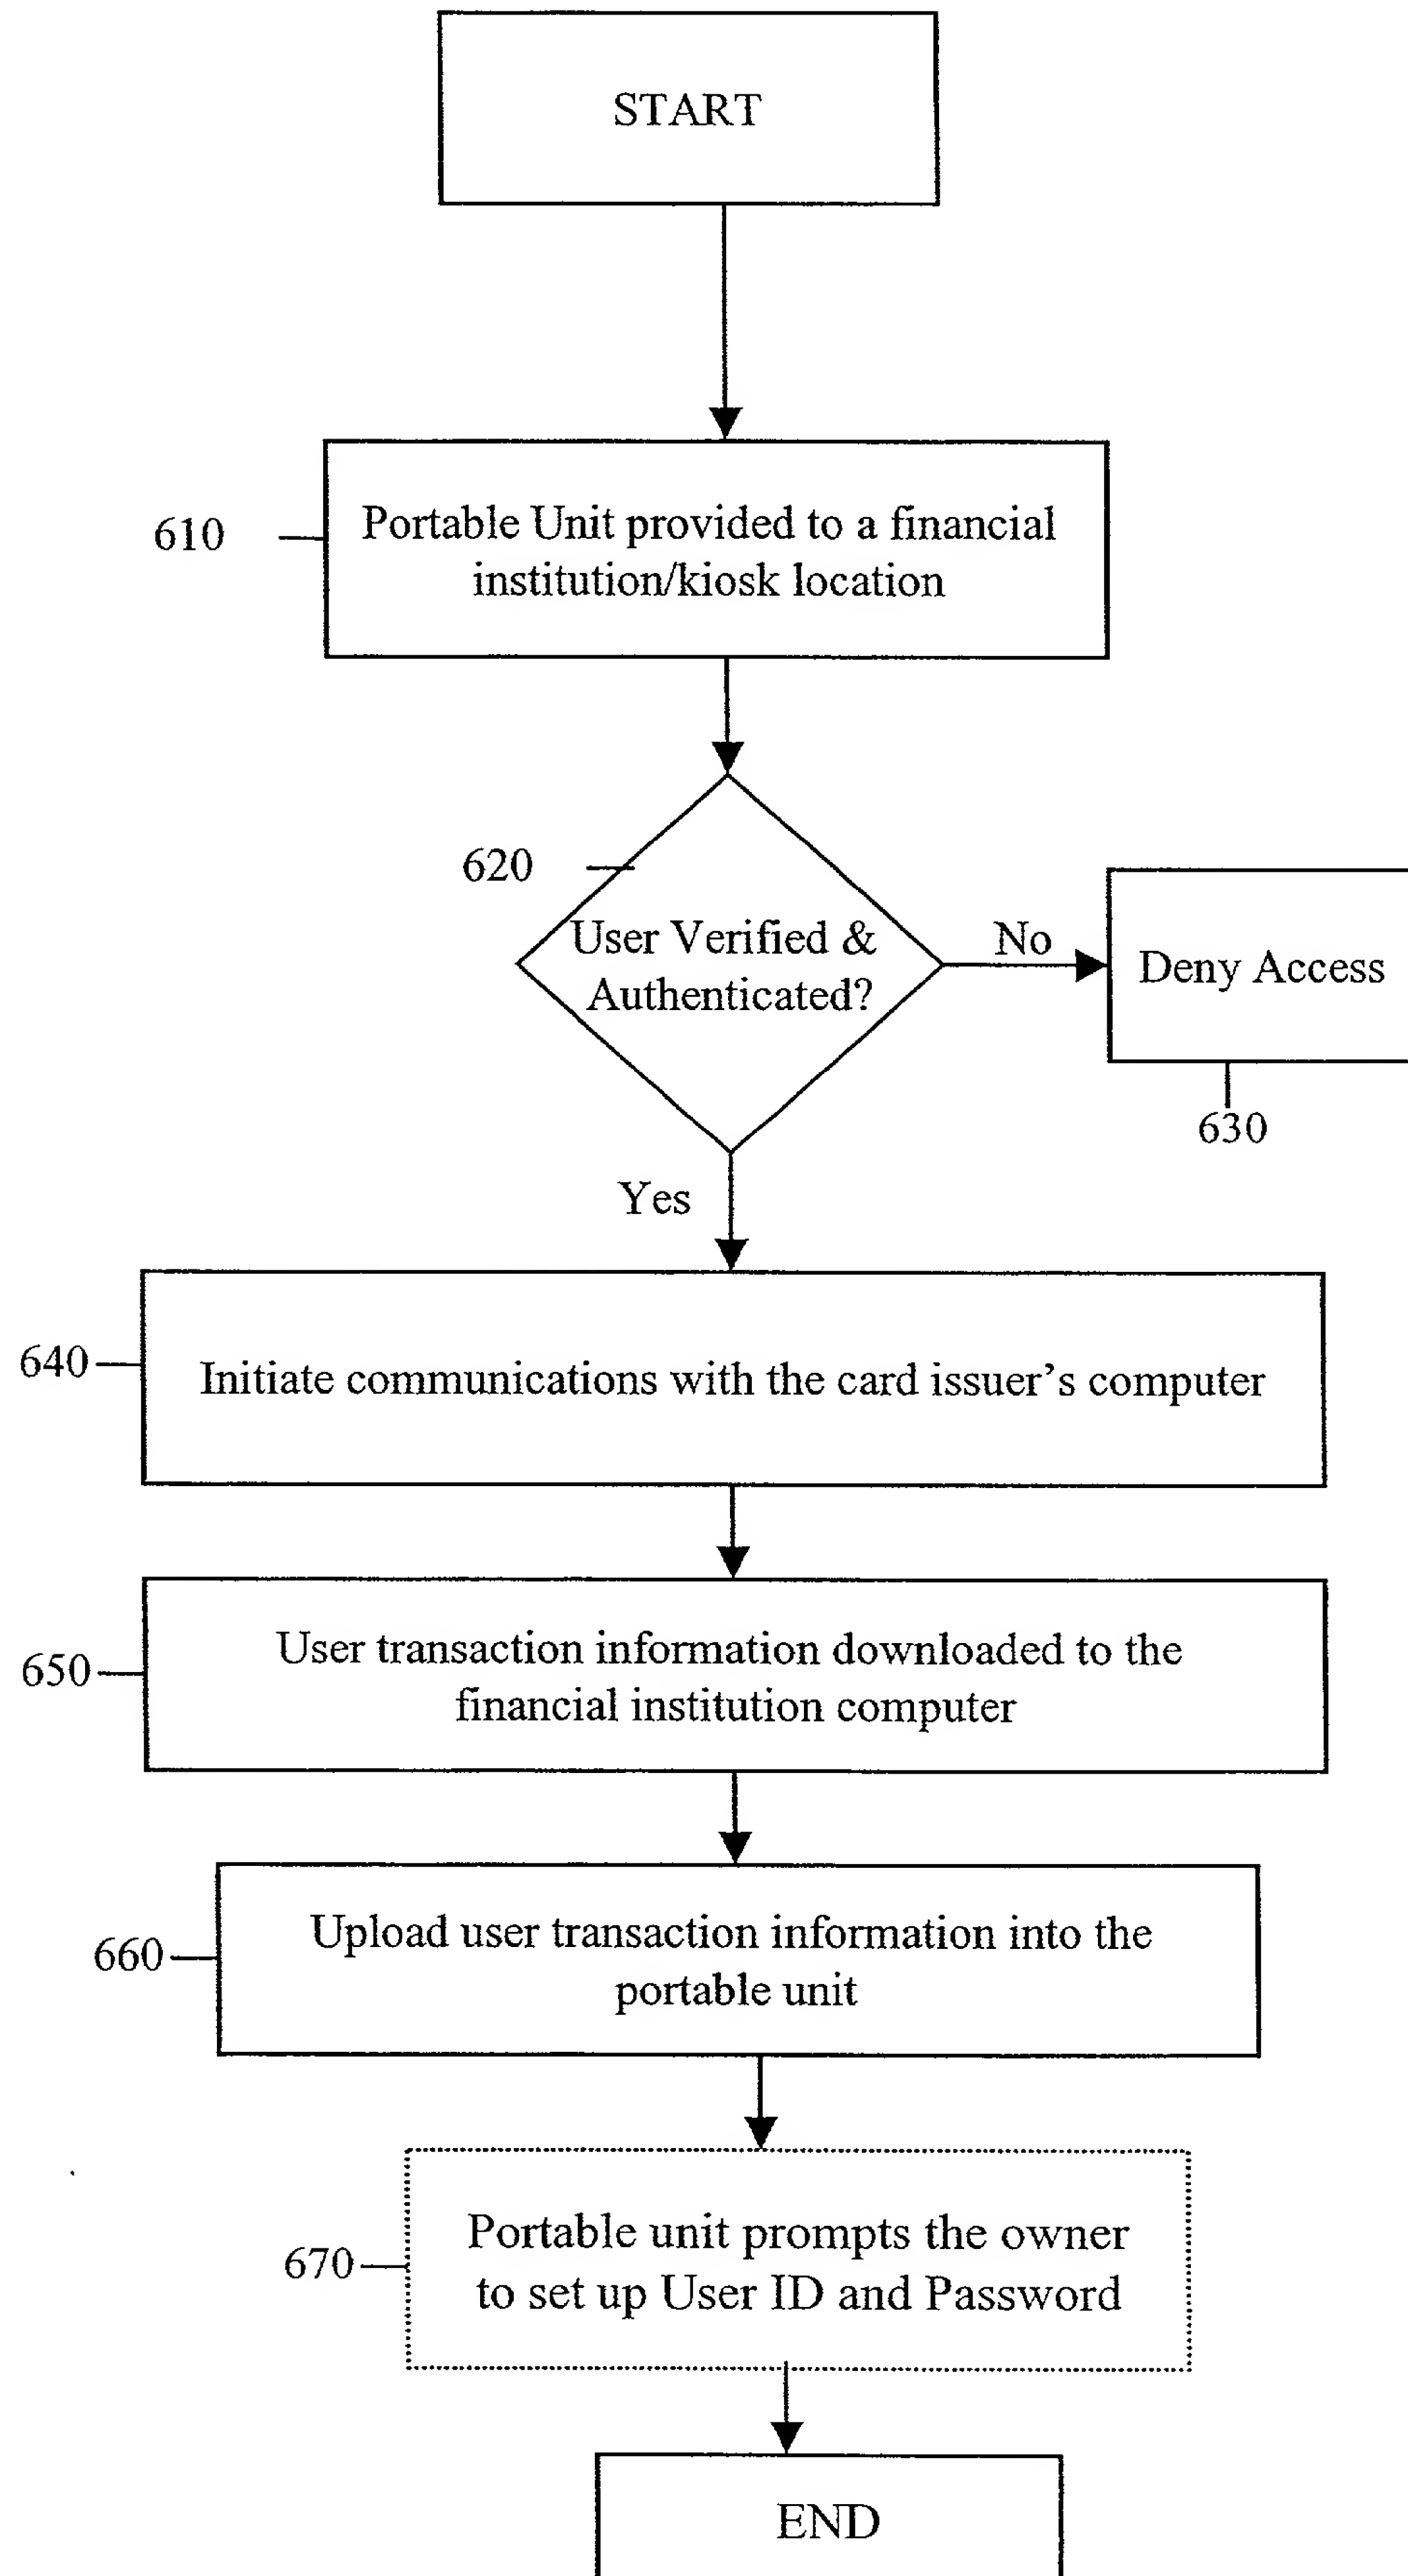 START
610
Portable Unit provided to a financial
institution/kiosk location
620
User Verified &
Authenticated?
No
Deny Access
630
Yes
640
Initiate communications with the card issuer's computer
650
User transaction information downloaded to the
financial institution computer
660
Upload user transaction information into the
portable unit
670
Portable unit prompts the owner
to set up User ID and Password
END